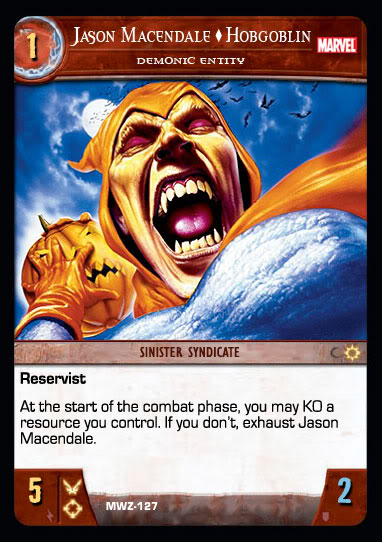 1
JASON MACENDALE ♦ HOBGOBLIN
MARVEL
DEMONIC ENTITY
SINISTER SYNDICATE
C
Reservist
At the start of the combat phase, you may KO a
resource you control. If you don't, exhaust Jason
Macendale.
5
MWZ-127
2